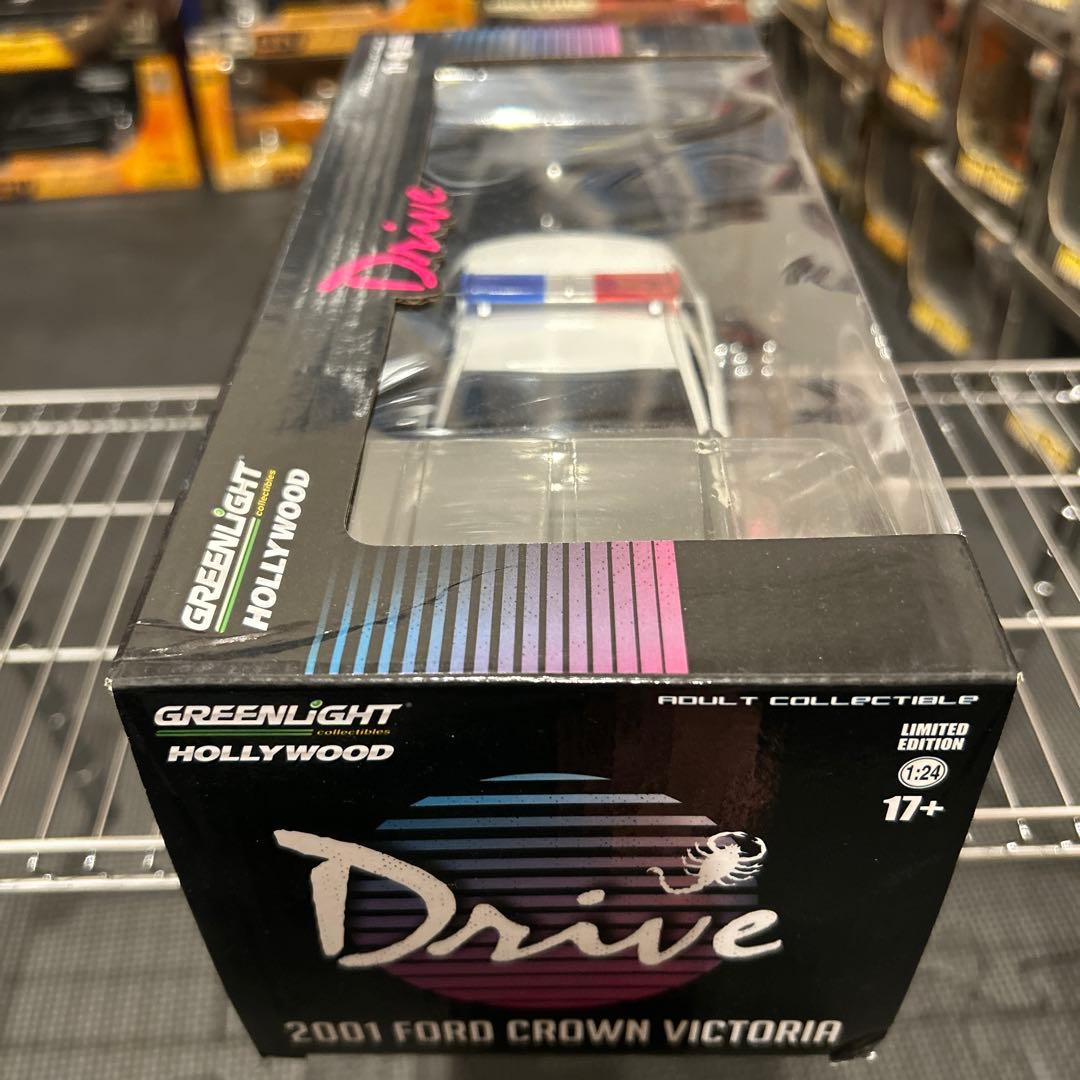 Drive
GREENLiGHT
collectibles
HOLLYWOOD
GREENLiGHT
collectibles
HOLLYWOOD
ADULT COLLECTIBLE
LIMITED
EDITION
1:24
17+
Drive
2001 FORD CROWN VICTORIA